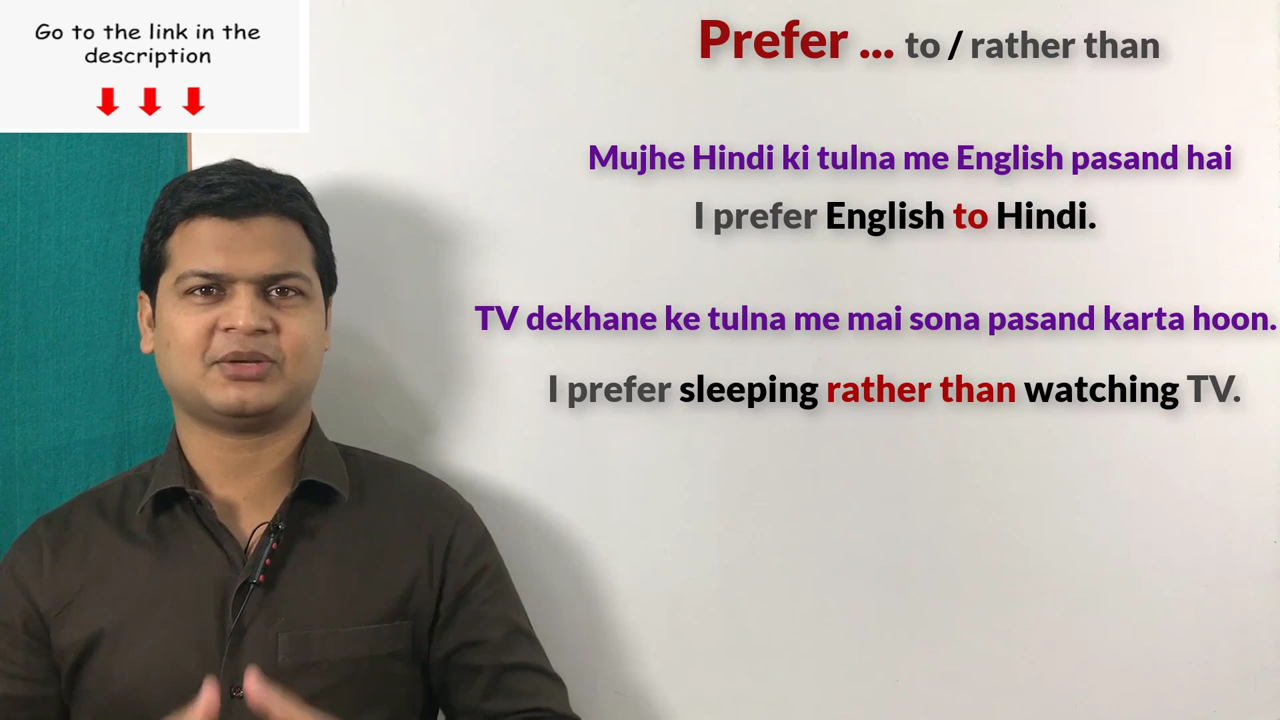 Go to the link in the
description
Prefer ... to / rather than
Mujhe Hindi ki tulna me English pasand hai
I prefer English to Hindi.
TV dekhane ke tulna me mai sona pasand karta hoon.
I prefer sleeping rather than watching TV.